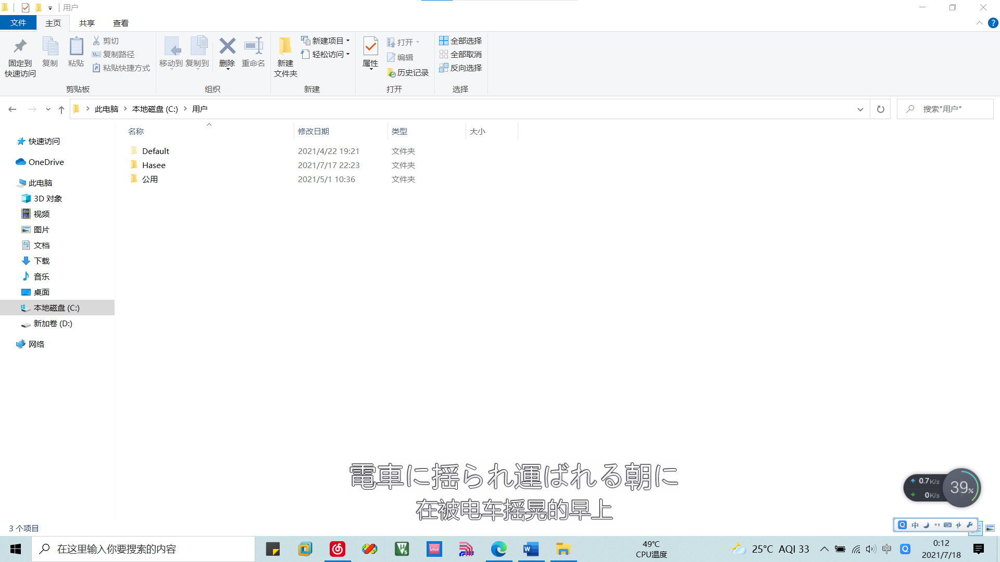 用户
文件 主页 共享 查看
固定到
快速访问
复制
粘贴
剪切
复制路径
粘贴快捷方式
剪贴板
移动到
复制到
删除
重命名
组织
新建
文件夹
新建项目
轻松访问
新建
属性
打开
编辑
历史记录
打开
全部选择
全部取消
反向选择
选择
此电脑 本地磁盘 (C:) 用户
搜索"用户"
名称 修改日期 类型 大小
Default 2021/4/22 19:21 文件夹
Hasee 2021/7/17 22:23 文件夹
公用 2021/5/1 10:36 文件夹
快速访问
OneDrive
此电脑
3D 对象
视频
图片
文档
下载
音乐
桌面
本地磁盘 (C:)
新加卷 (D:)
网络
電車に揺られ運ばれる朝に
在被电车摇晃的早上
0.7K/s
0K/s
39%
3 个项目
中
在这里输入你要搜索的内容
49℃
CPU温度
25°C AQI 33
中
0:12
2021/7/18